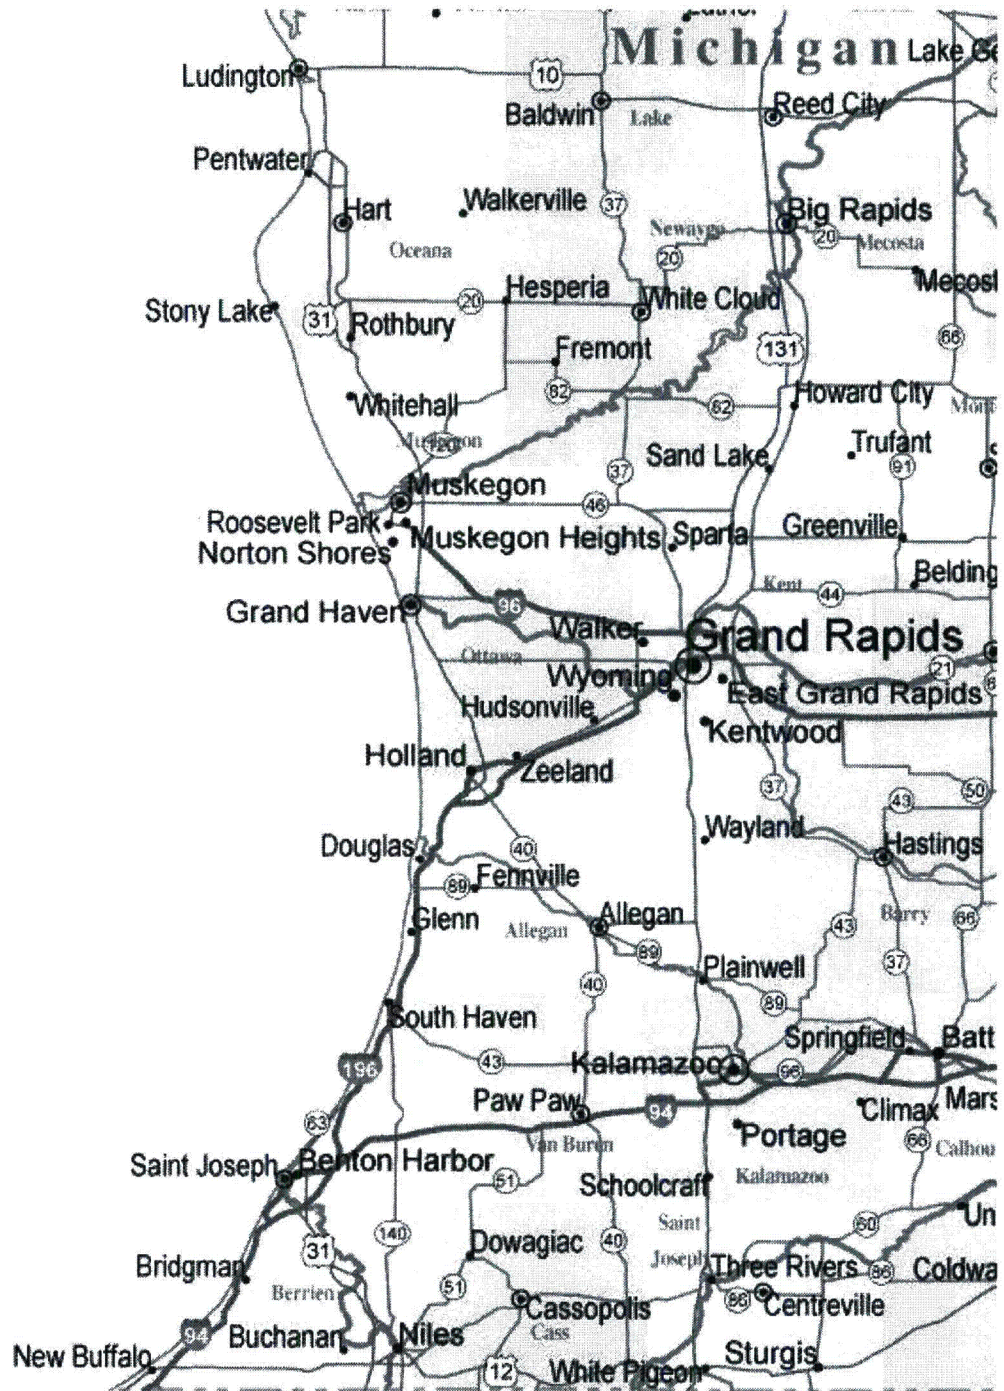 Michigan
Ludington
10
Baldwin
Lake
Reed City
Pentwater
Hart
Walkerville
37
Big Rapids
Newaygo
20
Mecosta
Oceana
20
Hesperia
Stony Lake
20
White Cloud
31
Rothbury
131
66
Fremont
82
Whitehall
82
Howard City
Muskegon
120
Trufant
Sand Lake
37
91
Muskegon
46
Roosevelt Park
Norton Shores
Muskegon Heights
Sparta
Greenville
Kent
44
Belding
Grand Haven
96
Walker
Grand Rapids
Ottawa
Wyoming
21
East Grand Rapids
Hudsonville
Kentwood
Holland
Zeeland
37
43
50
Wayland
Hastings
Douglas
40
89
Fennville
Glenn
Allegan
Allegan
43
Barry
66
89
37
40
Plainwell
89
South Haven
43
Springfield
Batt
196
Kalamazoo
96
Paw Paw
94
Climax
Mars
63
Van Buren
Portage
66
Calhou
Saint Joseph
Benton Harbor
51
Schoolcraft
Kalamazoo
Saint
Joseph
60
Un
140
31
Dowagiac
40
Bridgman
Berrien
51
Three Rivers
86
Coldwa
Cassopolis
86
Centreville
Cass
94
Buchanan
Niles
New Buffalo
12
White Pigeon
Sturgis